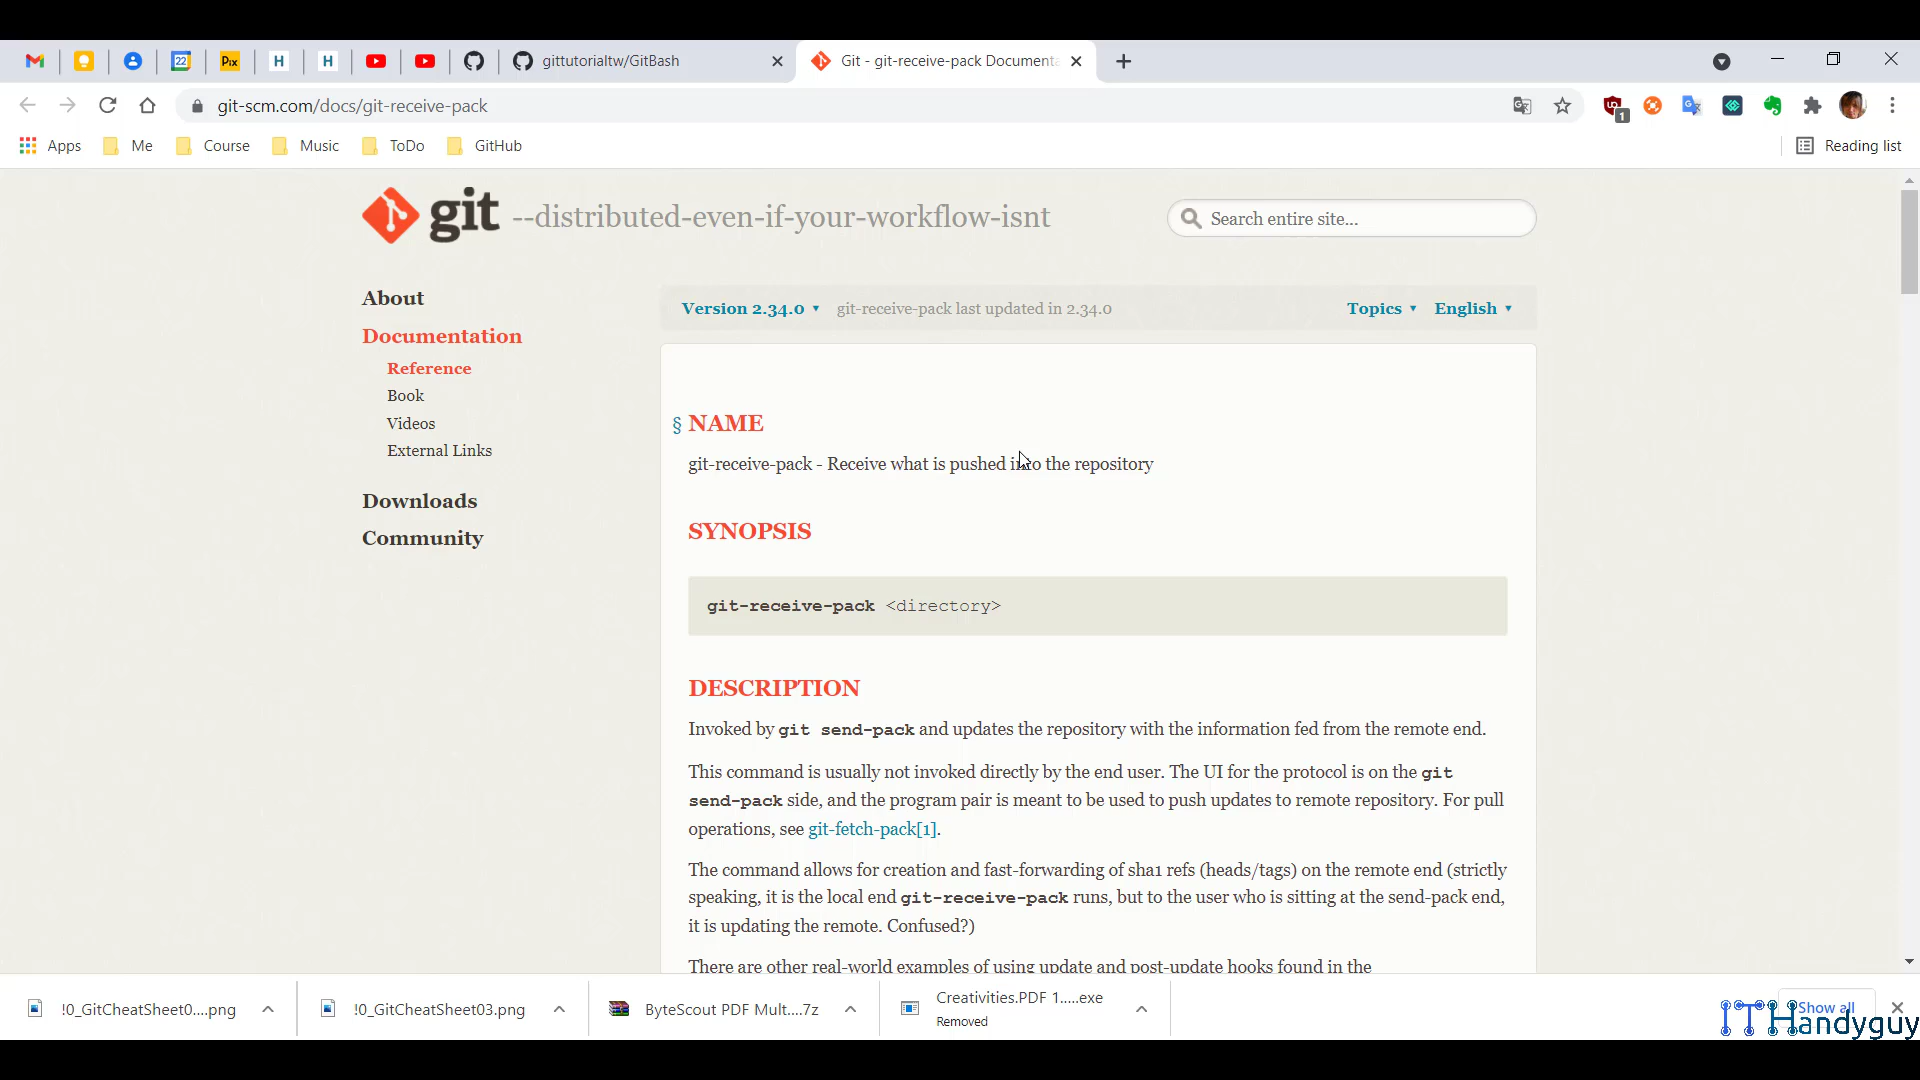 22
Pix
H
H
gittutorialtw/GitBash
Git - git-receive-pack Documenta
git-scm.com/docs/git-receive-pack
1
Apps
Me
Course
Music
ToDo
GitHub
Reading list
git --distributed-even-if-your-workflow-isnt
Search entire site...
About
Documentation
Reference
Book
Videos
External Links
Downloads
Community
Version 2.34.0 ▾ git-receive-pack last updated in 2.34.0
Topics ▾ English ▾
§ NAME
git-receive-pack - Receive what is pushed into the repository
SYNOPSIS
git-receive-pack <directory>
DESCRIPTION
Invoked by git send-pack and updates the repository with the information fed from the remote end.
This command is usually not invoked directly by the end user. The UI for the protocol is on the git
send-pack side, and the program pair is meant to be used to push updates to remote repository. For pull
operations, see git-fetch-pack[1].
The command allows for creation and fast-forwarding of sha1 refs (heads/tags) on the remote end (strictly
speaking, it is the local end git-receive-pack runs, but to the user who is sitting at the send-pack end,
it is updating the remote. Confused?)
There are other real-world examples of using update and post-update hooks found in the
!0_GitCheatSheet0....png
!0_GitCheatSheet03.png
ByteScout PDF Mult....7z
Creativities.PDF 1.....exe
Removed
Show all
ITHandyguy